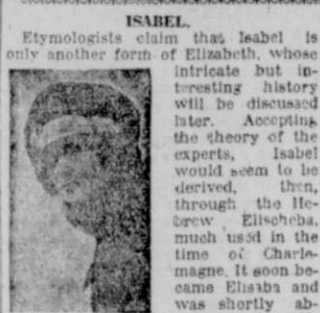 ISABEL.
Etymologists claim that Isabel is
only another form of Elizabeth, whose
intricate but in-
teresting history
will be discussed
later. Accepting
the theory of the
experts, Isabel
would seem to be
derived, then,
through the He-
brew Elischeba,
much used in the
time of Charle-
magne. It soon be-
came Elisaba and
was shortly ab-